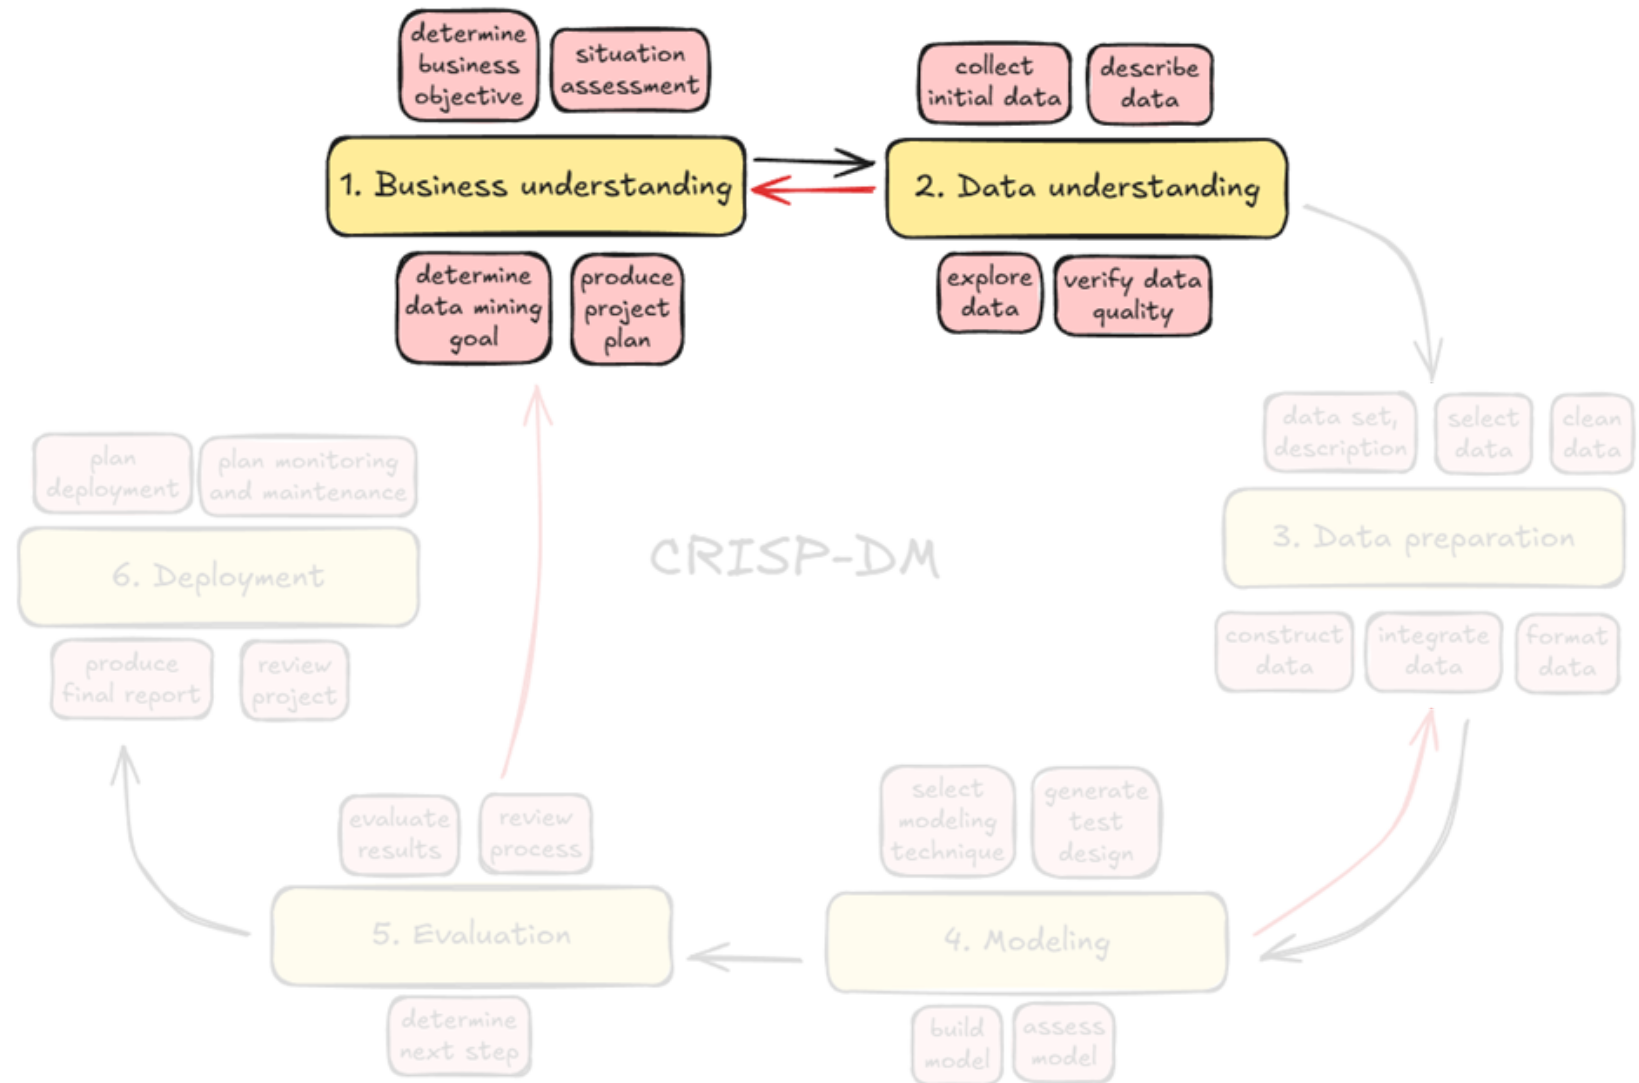 determine
business
objective
situation
assessment
collect
initial data
describe
data
1. Business understanding
2. Data understanding
determine
data mining
goal
produce
project
plan
explore
data
verify data
quality
data set,
description
select
data
clean
data
plan
deployment
plan monitoring
and maintenance
3. Data preparation
CRISP-DM
6. Deployment
construct
data
integrate
data
format
data
produce
final report
review
project
select
modeling
technique
generate
test
design
evaluate
results
review
process
5. Evaluation
4. Modeling
determine
next step
build
model
assess
model